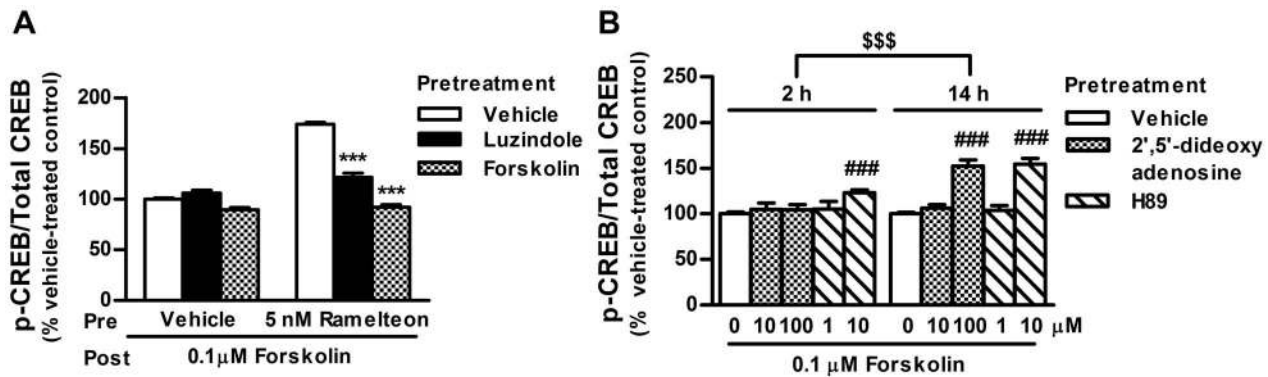 A
p-CREB/Total CREB
(% vehicle-treated control)
200
150
100
50
0
***
***
Pretreatment
Vehicle
Luzindole
Forskolin
Pre Vehicle 5 nM Ramelteon
Post 0.1μM Forskolin
B
p-CREB/Total CREB
(% vehicle-treated control)
$$$
250
200
150
100
50
0
2 h 14 h
###
###
###
Pretreatment
Vehicle
2',5'-dideoxy
adenosine
H89
0 10 100 1 10 0 10 100 1 10 μM
0.1 μM Forskolin